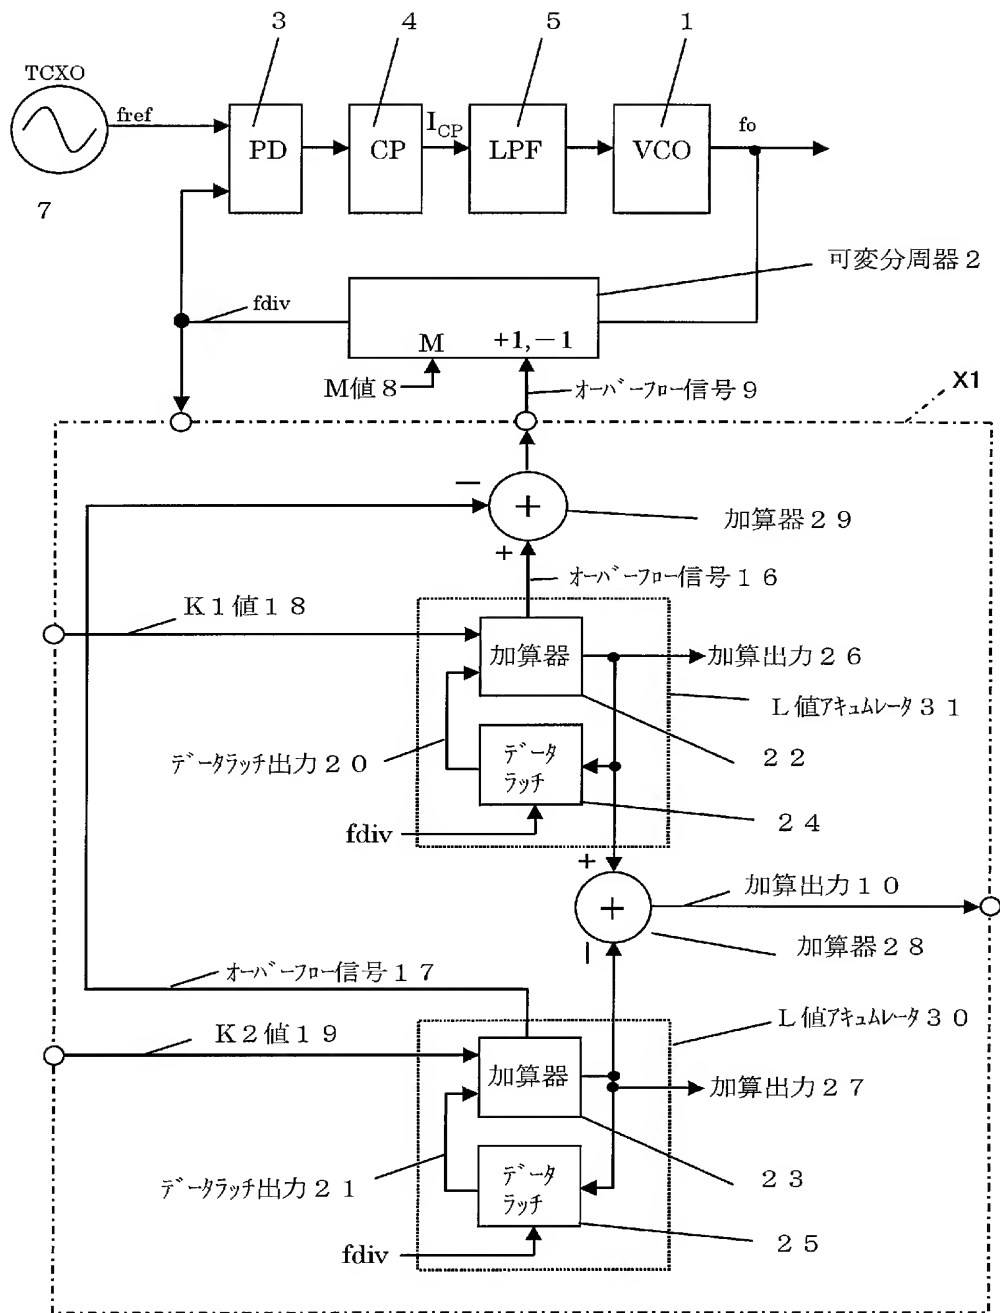 3
4
5
1
TCXO
fref
PD
CP
I_CP
LPF
VCO
fo
7
可変分周器2
fdiv
M
+1,−1
M値8
オーバーフロー信号9
X1
−
+
加算器29
+
オーバーフロー信号16
K1値18
加算器
加算出力26
L値アキュムレータ31
データラッチ出力20
データ
ラッチ
22
fdiv
24
+
加算出力10
+
−
加算器28
オーバーフロー信号17
L値アキュムレータ30
K2値19
加算器
加算出力27
データラッチ出力21
データ
ラッチ
23
fdiv
25